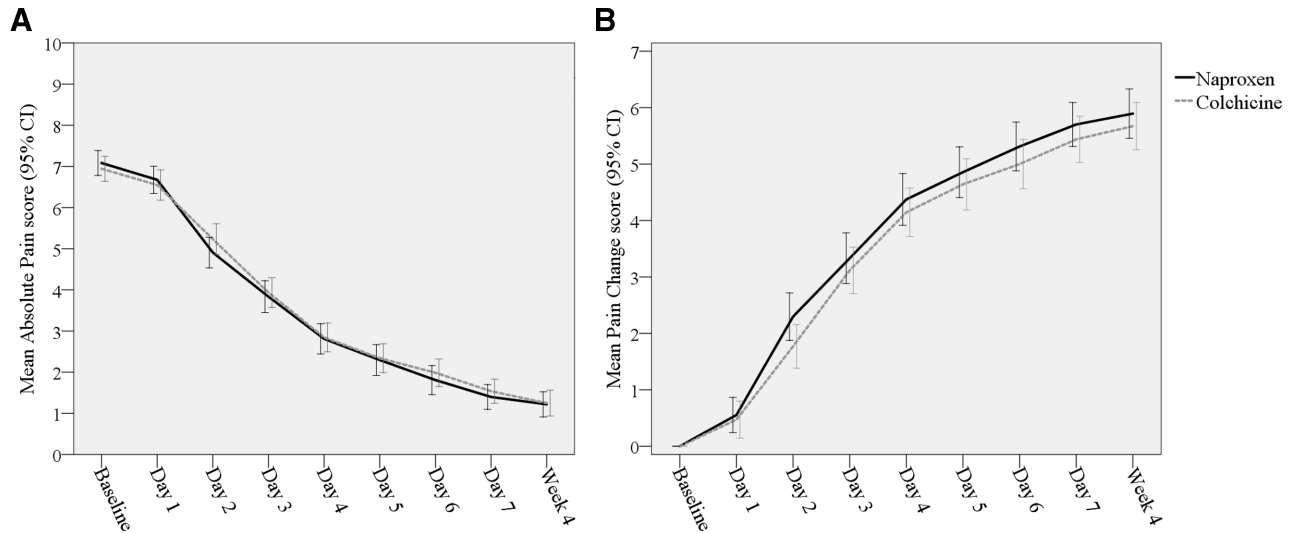 A
Mean Absolute Pain score (95% CI)
10
9
8
7
6
5
4
3
2
1
0
Baseline
Day 1
Day 2
Day 3
Day 4
Day 5
Day 6
Day 7
Week 4
B
Mean Pain Change score (95% CI)
7
6
5
4
3
2
1
0
Baseline
Day 1
Day 2
Day 3
Day 4
Day 5
Day 6
Day 7
Week 4
Naproxen
Colchicine